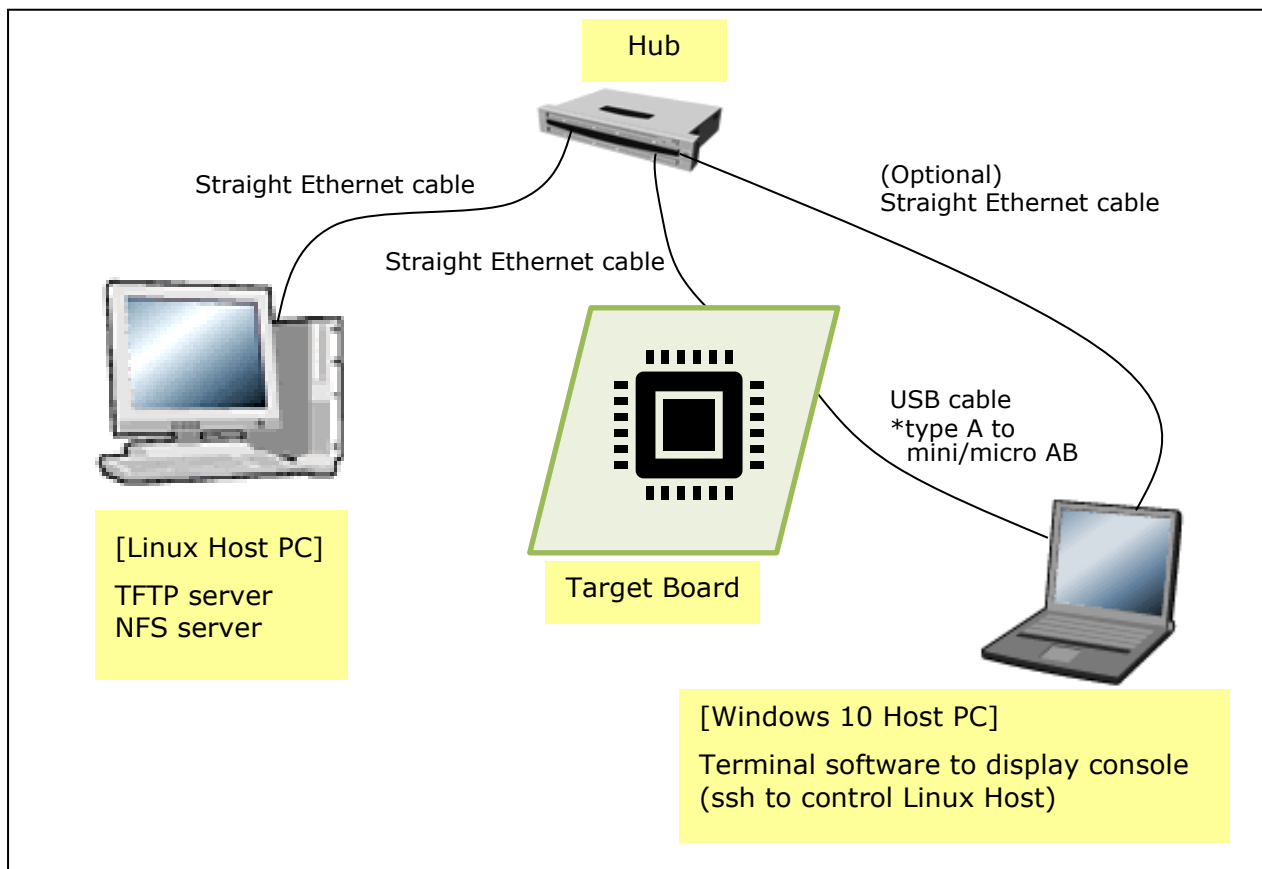 Hub
Straight Ethernet cable
(Optional)
Straight Ethernet cable
Straight Ethernet cable
USB cable
*type A to
mini/micro AB
[Linux Host PC]
TFTP server
NFS server
Target Board
[Windows 10 Host PC]
Terminal software to display console
(ssh to control Linux Host)